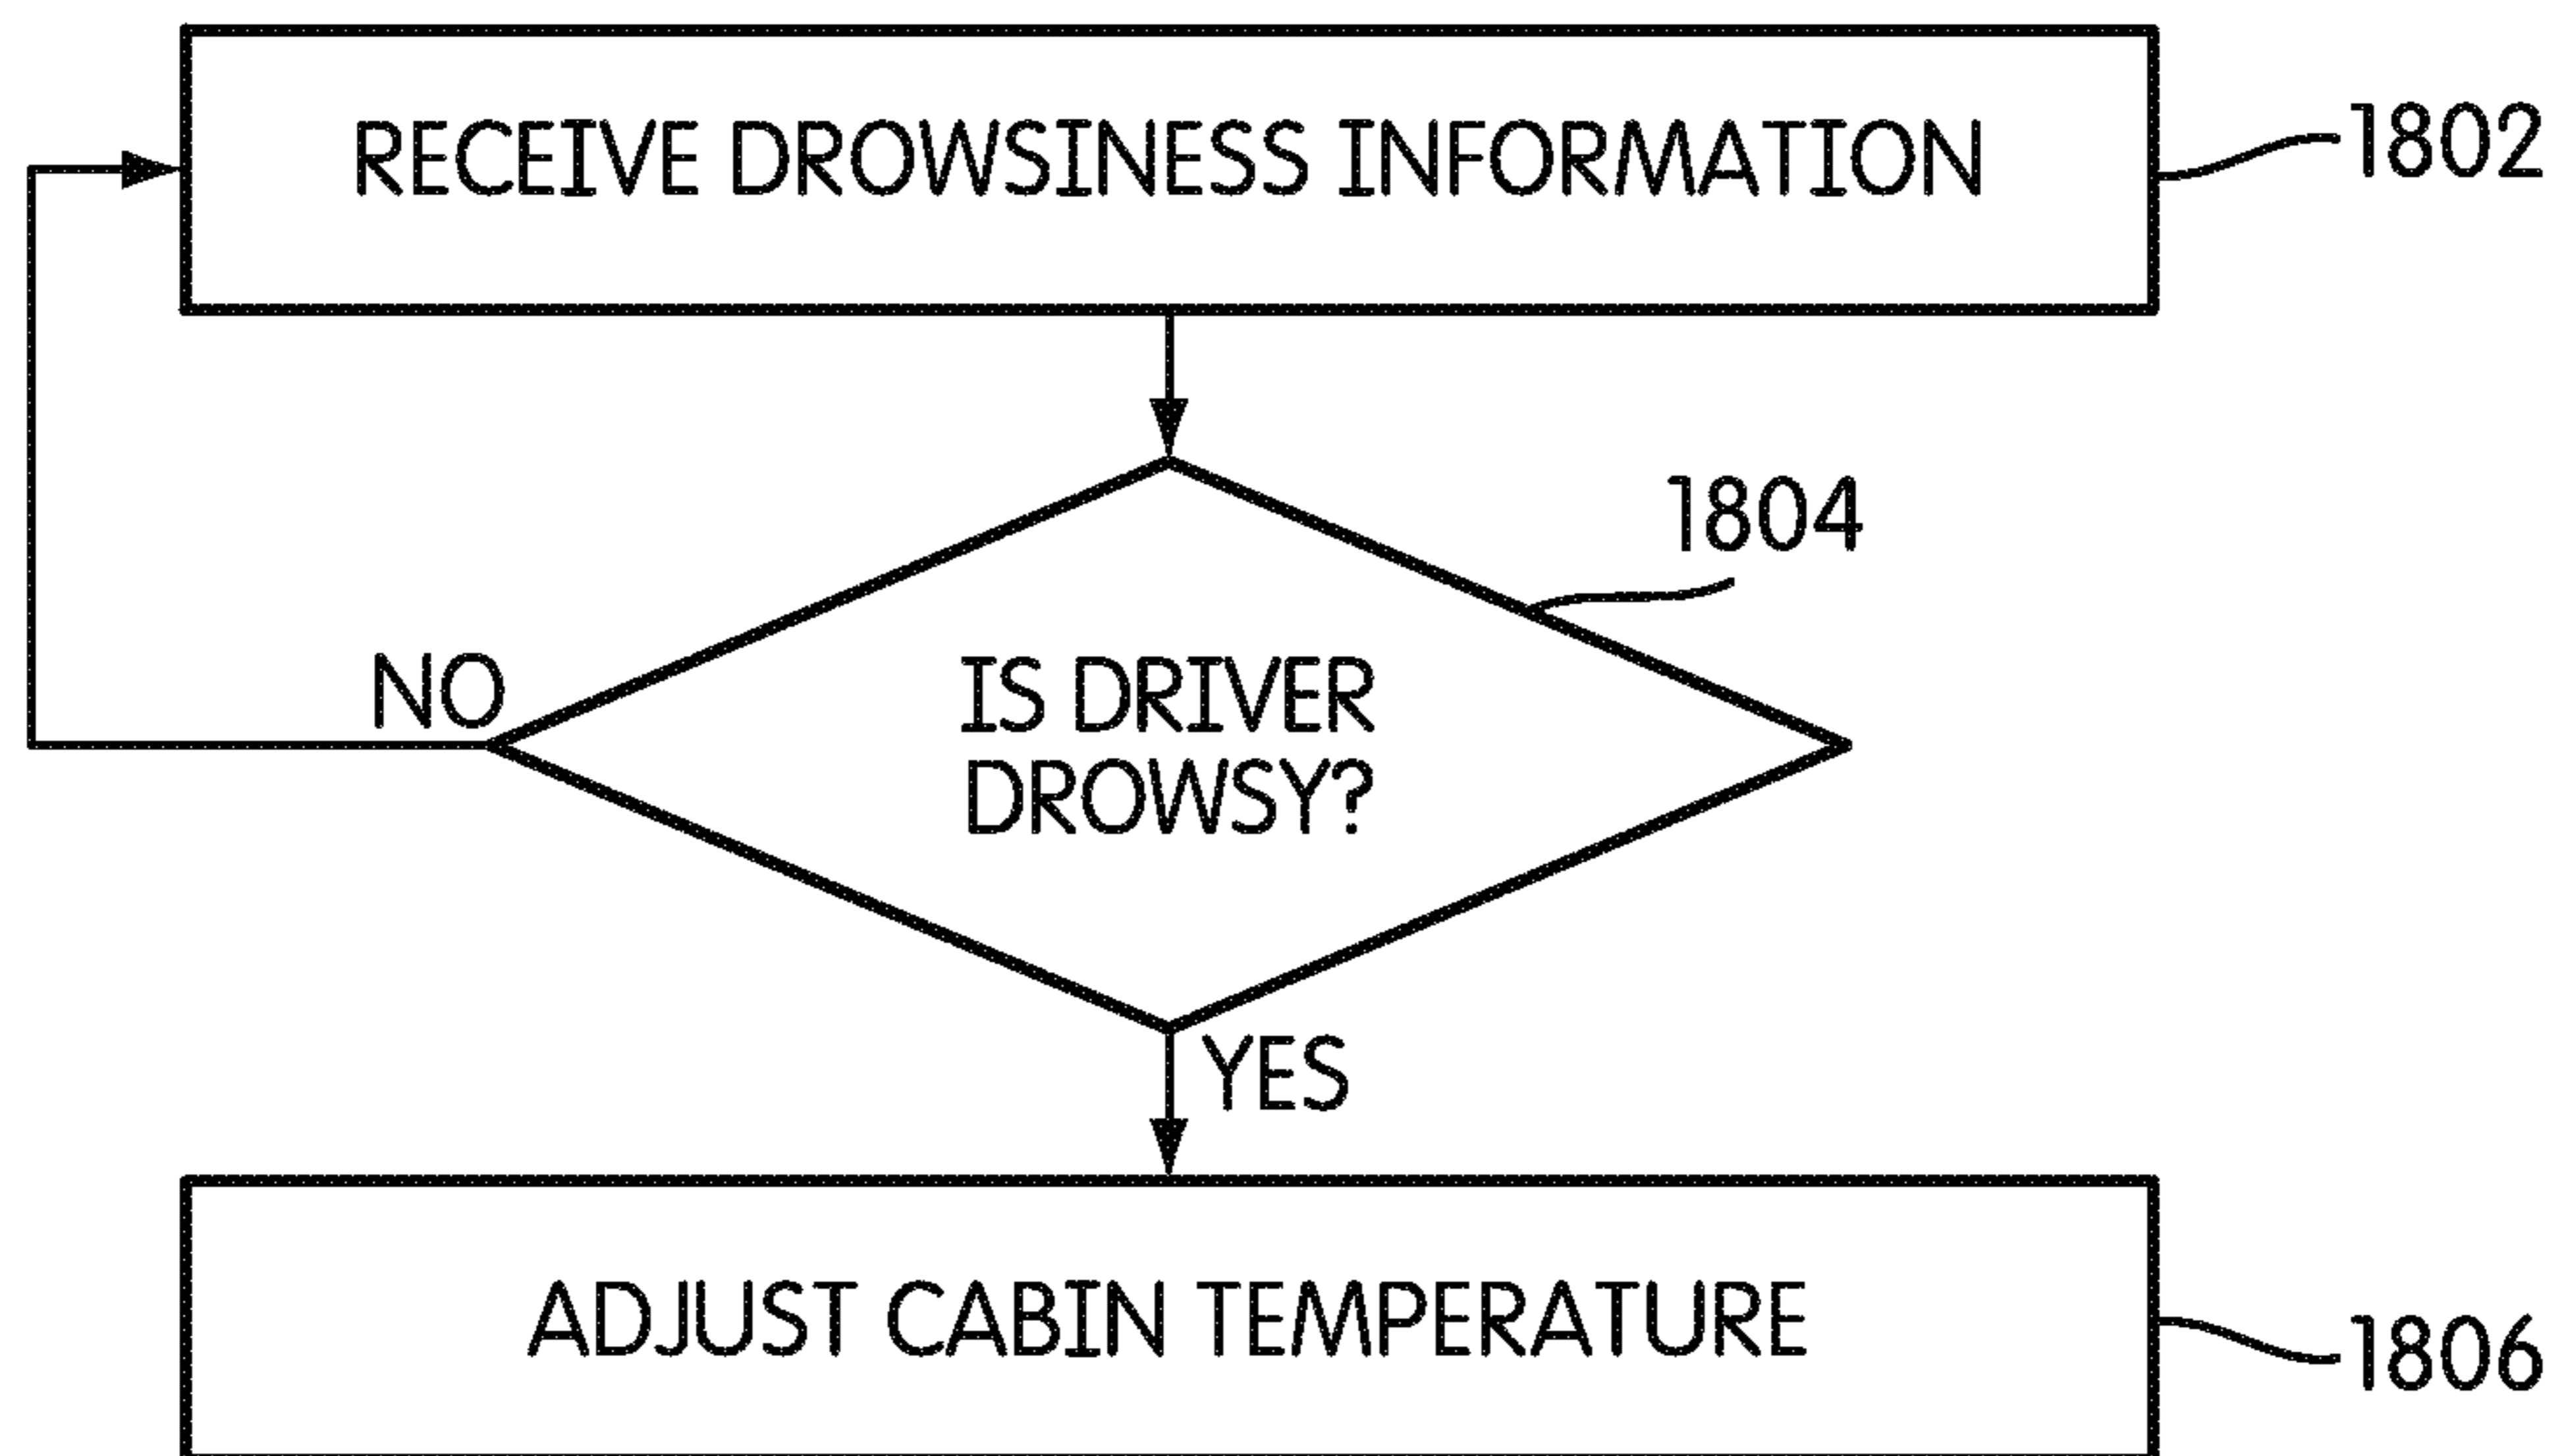 RECEIVE DROWSINESS INFORMATION
1802
1804
IS DRIVER
DROWSY?
NO
YES
ADJUST CABIN TEMPERATURE
1806